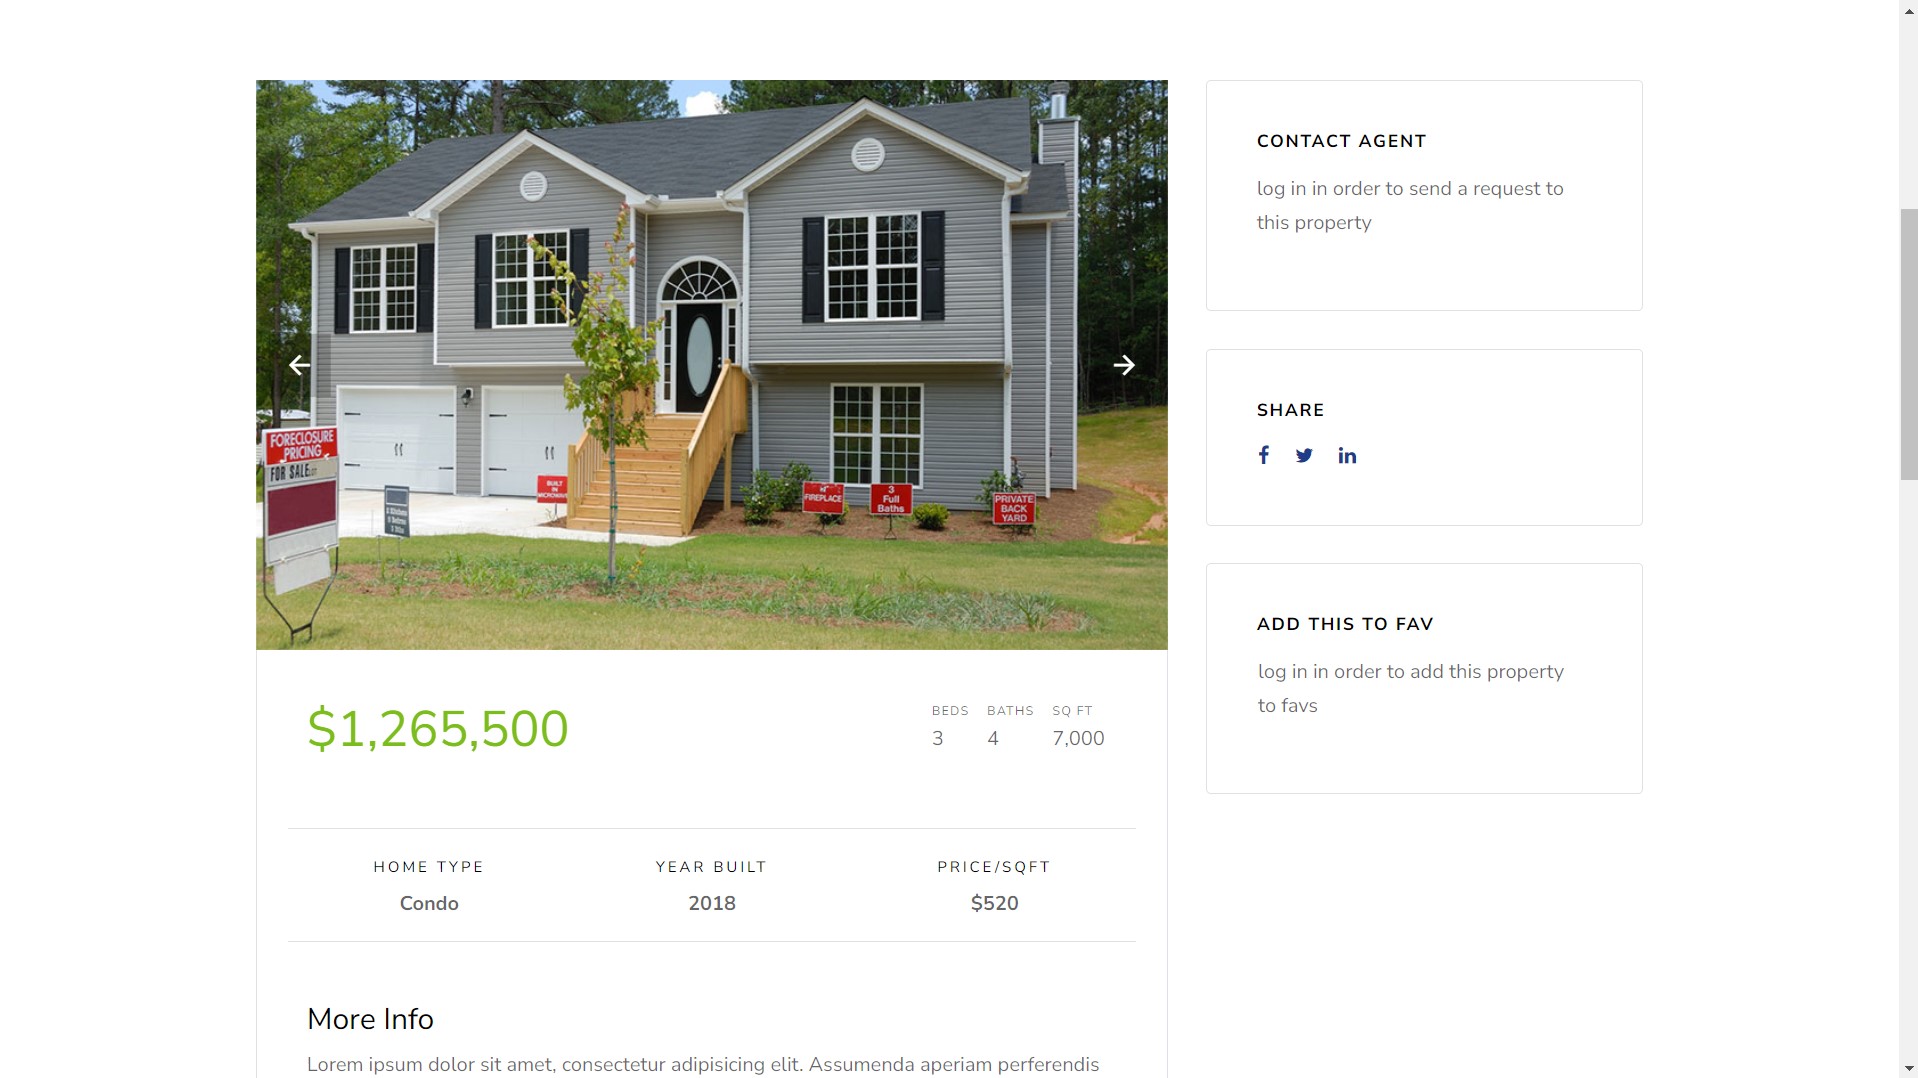 FORECLOSURE
PRICING
FOR SALE
BUILT
IN
MICROWAVE
FIREPLACE
3
Full
Baths
PRIVATE
BACK
YARD
CONTACT AGENT
log in in order to send a request to
this property
SHARE
ADD THIS TO FAV
log in in order to add this property
to favs
$1,265,500
BEDS BATHS SQ FT
3 4 7,000
HOME TYPE YEAR BUILT PRICE/SQFT
Condo 2018 $520
More Info
Lorem ipsum dolor sit amet, consectetur adipisicing elit. Assumenda aperiam perferendis